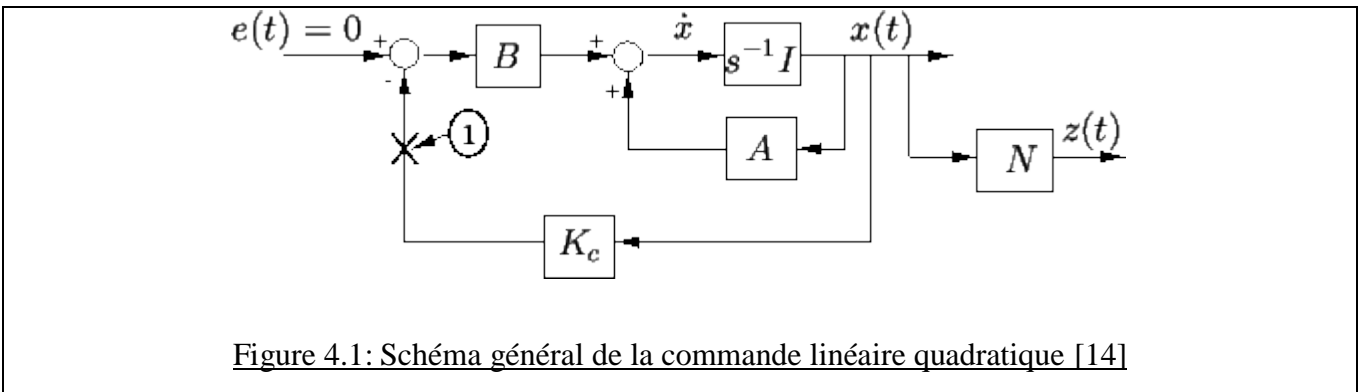 e(t) = 0
+
-
B
+
+
ẋ
s⁻¹I
x(t)
1
A
N
z(t)
K_c
Figure 4.1: Schéma général de la commande linéaire quadratique [14]